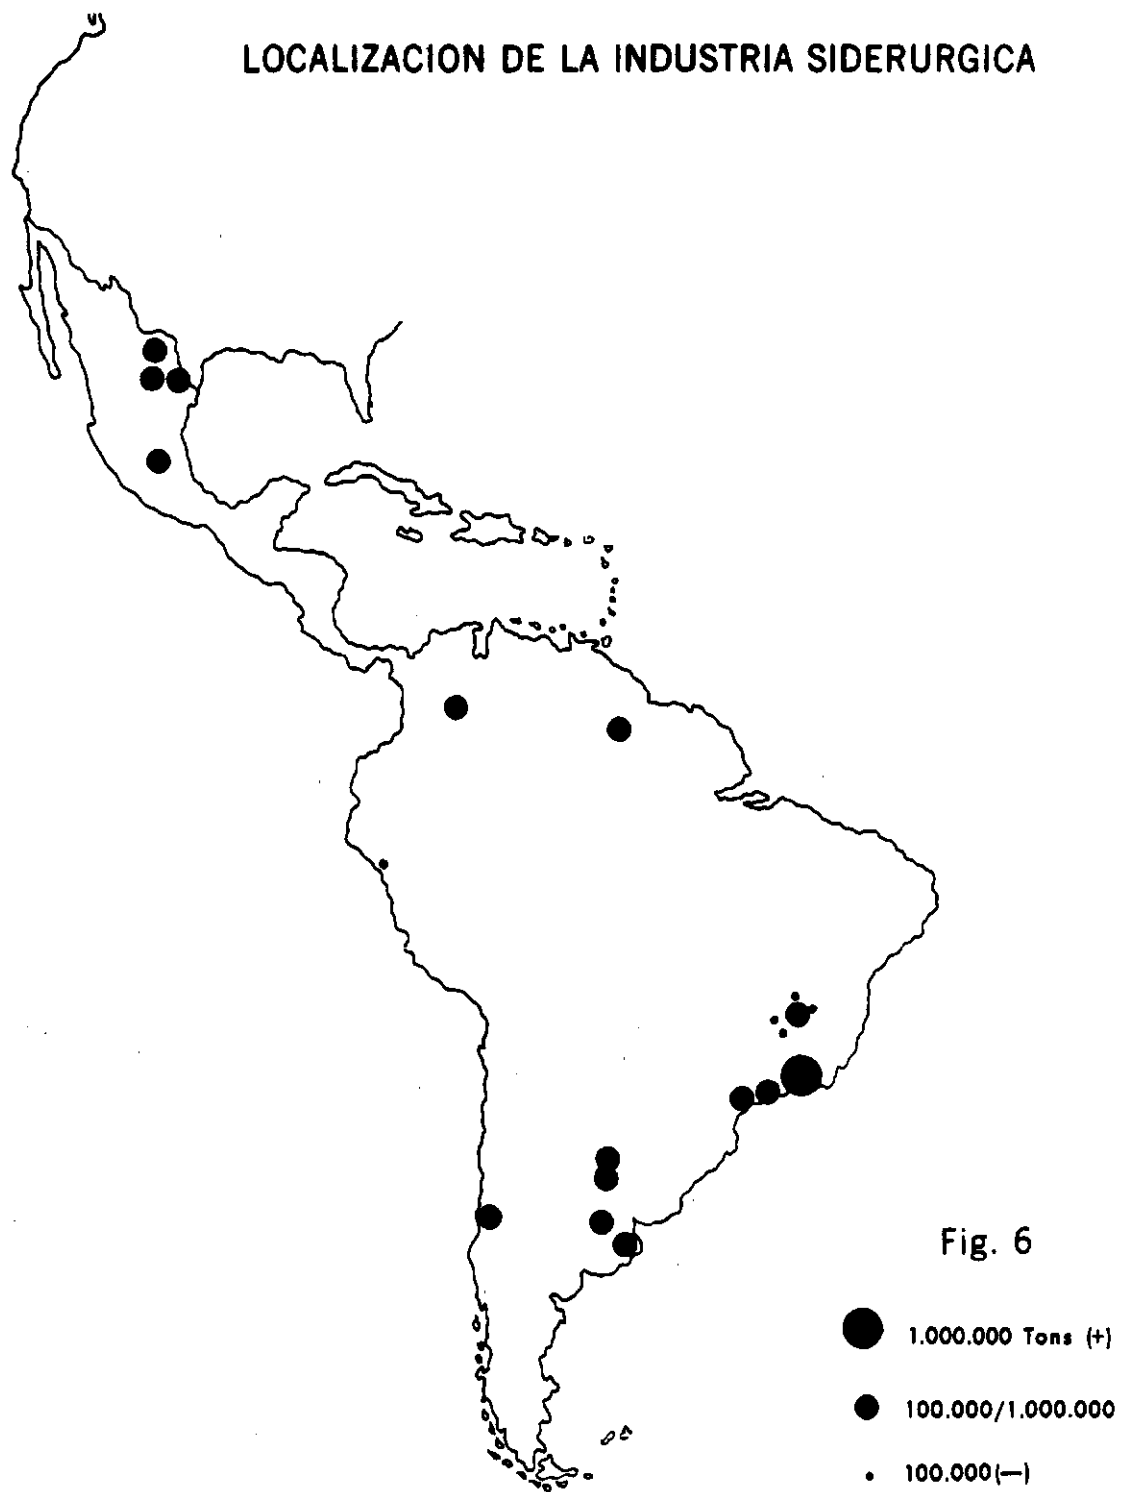 LOCALIZACION DE LA INDUSTRIA SIDERURGICA
Fig. 6
1.000.000 Tons (+)
100.000/1.000.000
100.000(—)